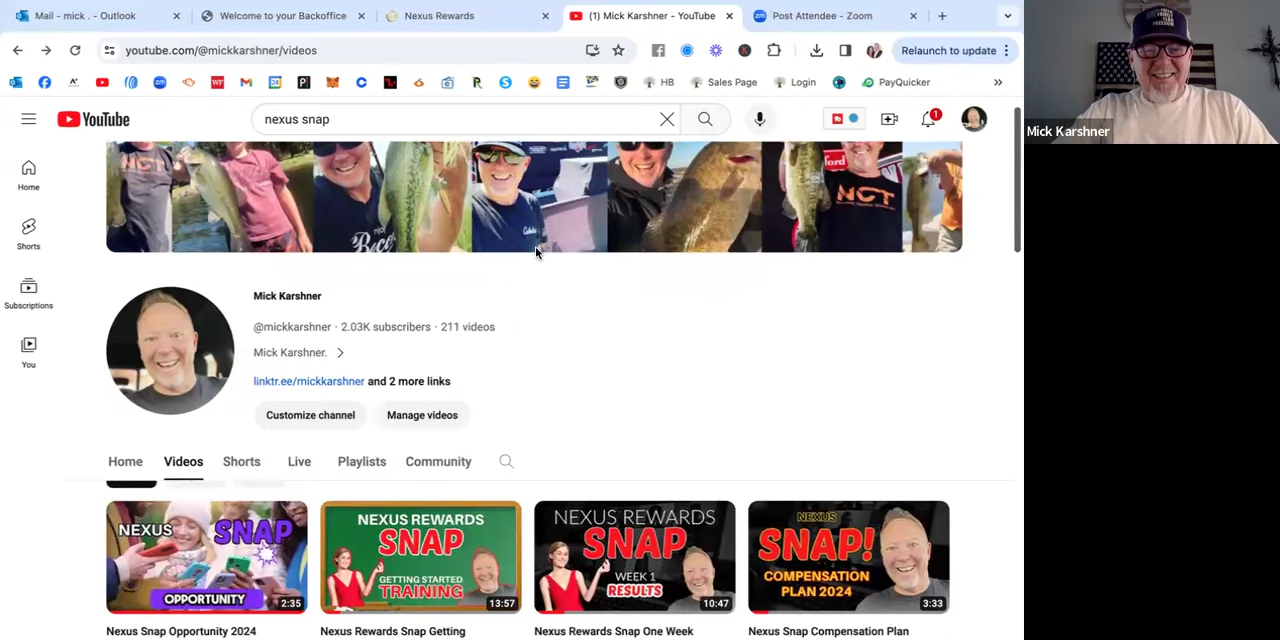 Mail - mick . - Outlook
Welcome to your Backoffice
Nexus Rewards
(1) Mick Karshner - YouTube
Post Attendee - Zoom
youtube.com/@mickkarshner/videos
Relaunch to update
HB
Sales Page
Login
PayQuicker
YouTube
nexus snap
1
Mick Karshner
Home
Shorts
Subscriptions
You
ford
NCT
Mick Karshner
@mickkarshner · 2.03K subscribers · 211 videos
Mick Karshner.
linktr.ee/mickkarshner and 2 more links
Customize channel
Manage videos
Home
Videos
Shorts
Live
Playlists
Community
NEXUS SNAP
OPPORTUNITY
2:35
NEXUS REWARDS
SNAP
GETTING STARTED
TRAINING
13:57
NEXUS REWARDS
SNAP
WEEK 1
RESULTS
10:47
NEXUS
SNAP!
COMPENSATION
PLAN 2024
3:33
Nexus Snap Opportunity 2024
Nexus Rewards Snap Getting
Nexus Rewards Snap One Week
Nexus Snap Compensation Plan